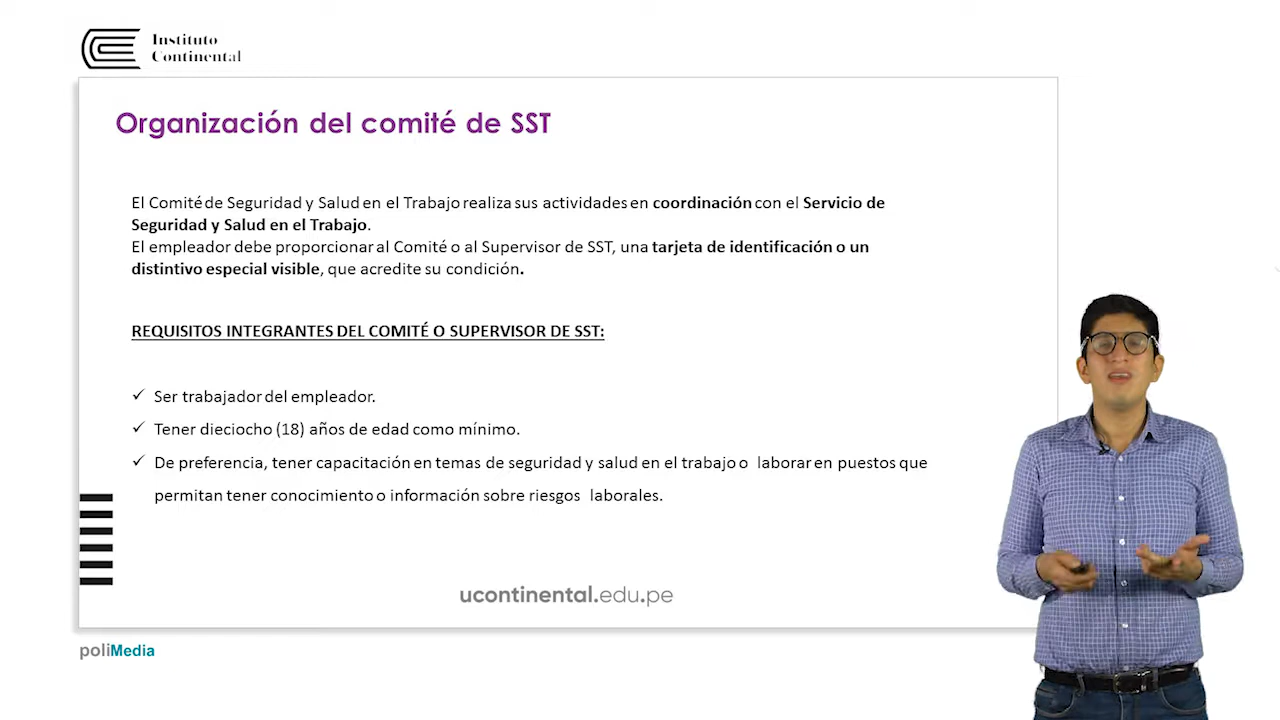 Instituto
Continental
Organización del comité de SST
El Comité de Seguridad y Salud en el Trabajo realiza sus actividades en coordinación con el Servicio de
Seguridad y Salud en el Trabajo.
El empleador debe proporcionar al Comité o al Supervisor de SST, una tarjeta de identificación o un
distintivo especial visible, que acredite su condición.
REQUISITOS INTEGRANTES DEL COMITÉ O SUPERVISOR DE SST:
✓ Ser trabajador del empleador.
✓ Tener dieciocho (18) años de edad como mínimo.
✓ De preferencia, tener capacitación en temas de seguridad y salud en el trabajo o laborar en puestos que
permitan tener conocimiento o información sobre riesgos laborales.
ucontinental.edu.pe
poliMedia